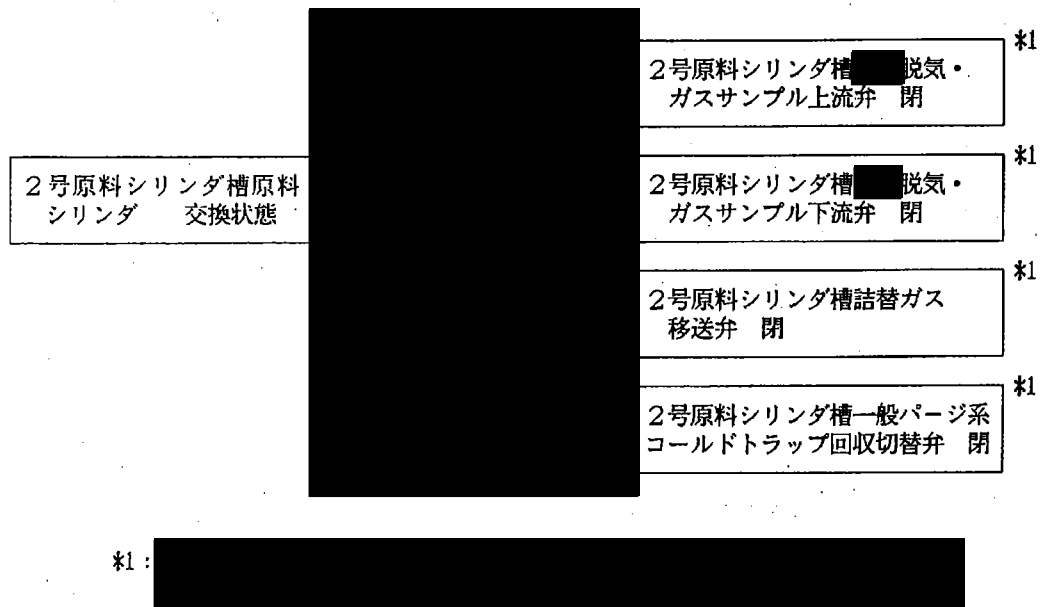 *1
2号原料シリンダ槽 脱気・
ガスサンプル上流弁 閉
*1
2号原料シリンダ槽原料
シリンダ 交換状態
2号原料シリンダ槽 脱気・
ガスサンプル下流弁 閉
*1
2号原料シリンダ槽詰替ガス
移送弁 閉
*1
2号原料シリンダ槽一般パージ系
コールドトラップ回収切替弁 閉
*1: